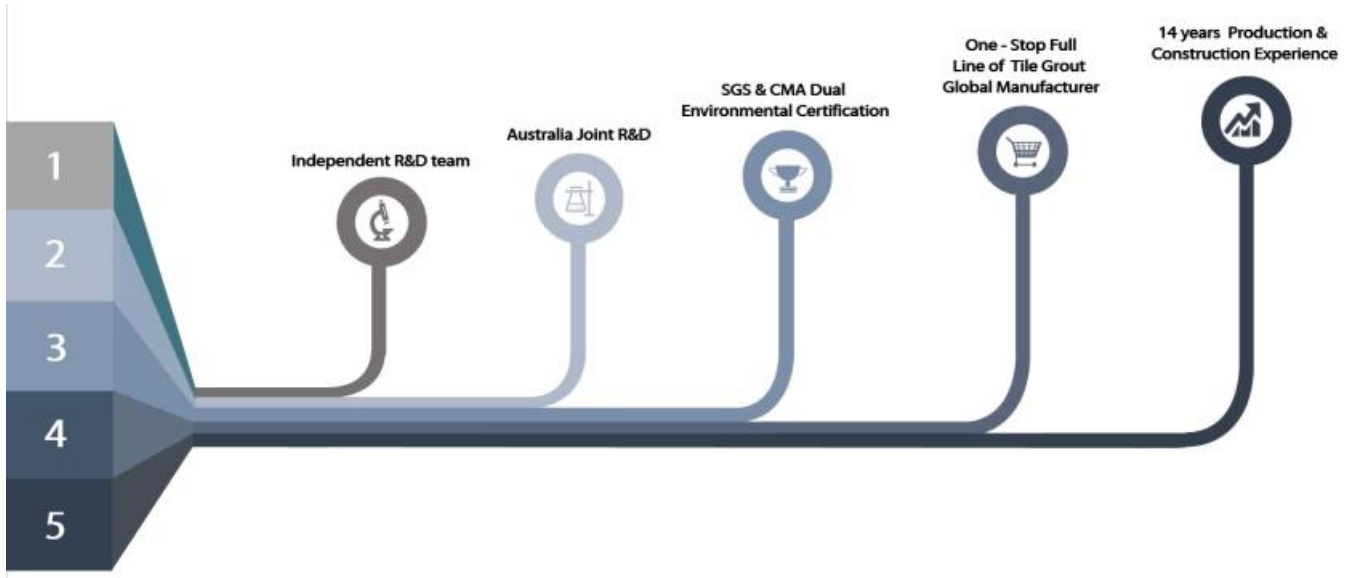 1
2
3
4
5
Independent R&D team
Australia Joint R&D
SGS & CMA Dual
Environmental Certification
One - Stop Full
Line of Tile Grout
Global Manufacturer
14 years Production &
Construction Experience